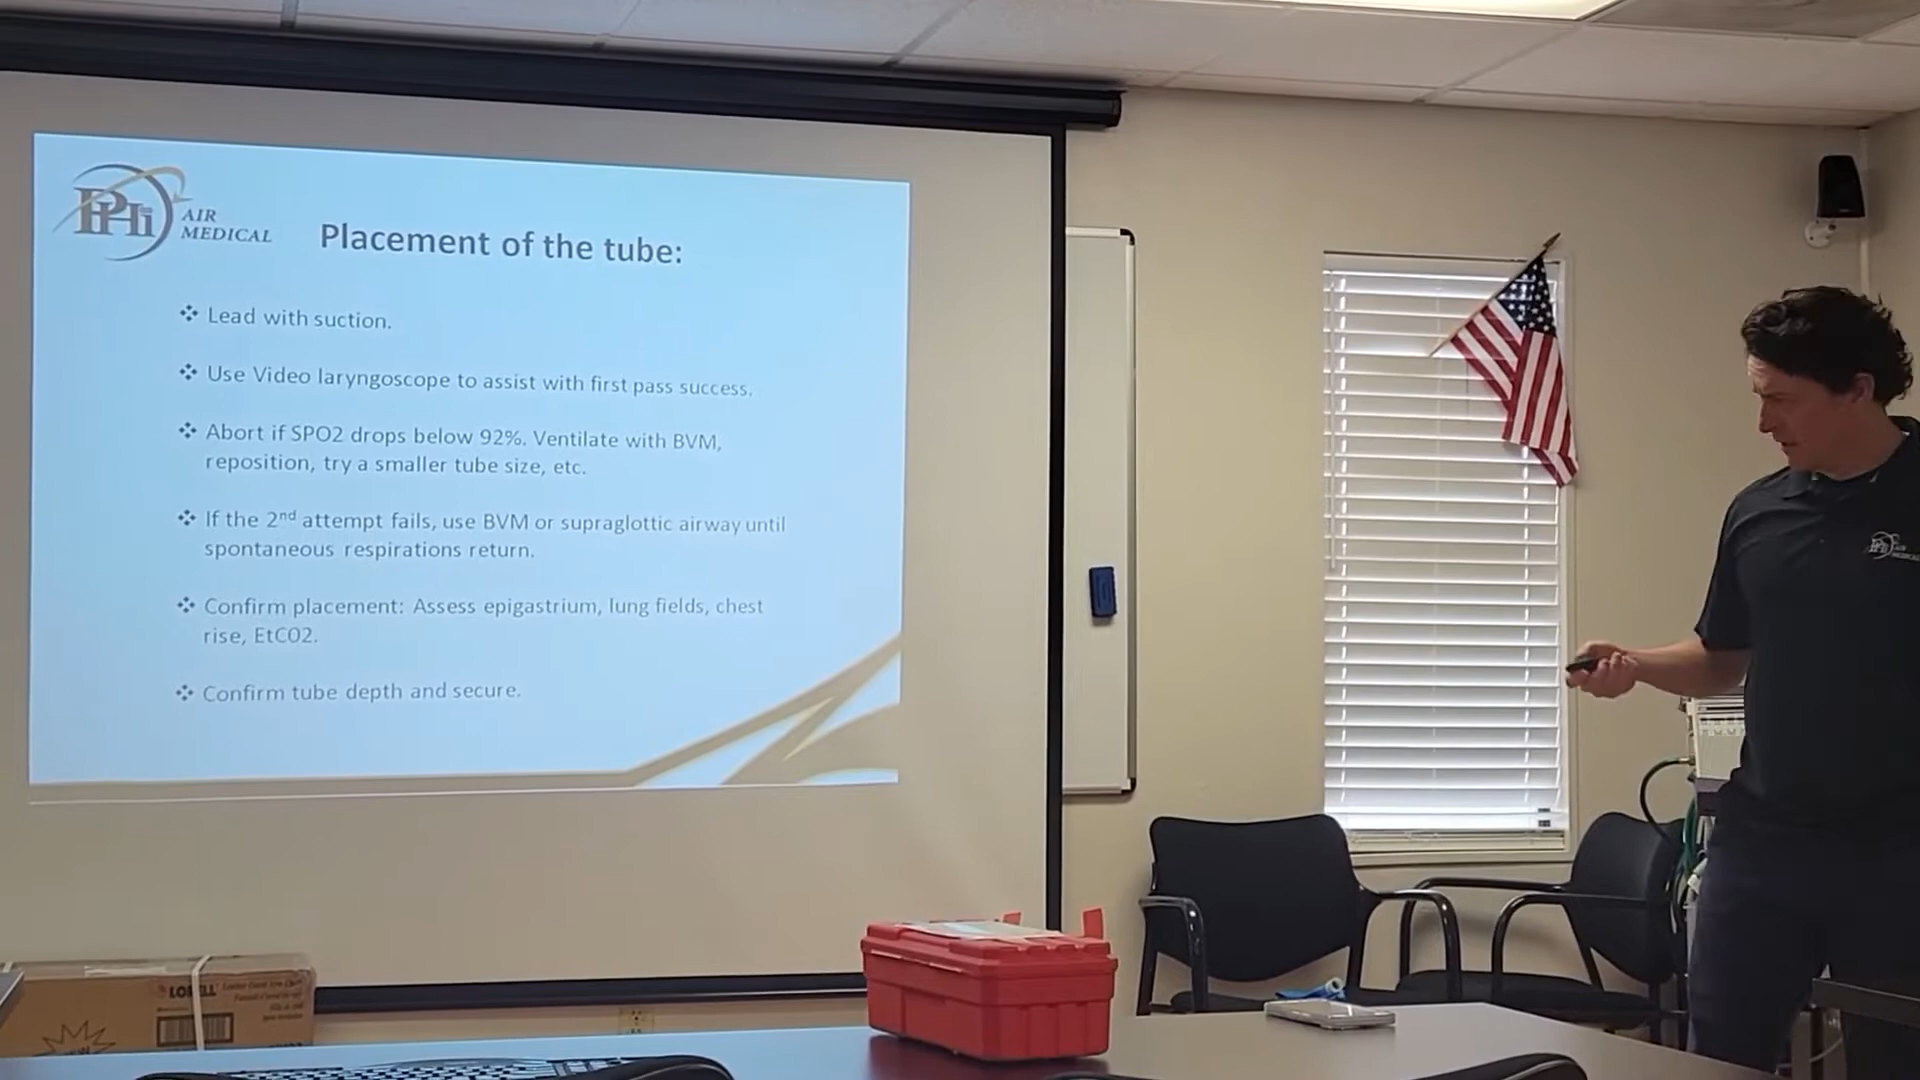 PHi
AIR
MEDICAL
Placement of the tube:
Lead with suction.
Use Video laryngoscope to assist with first pass success.
Abort if SPO2 drops below 92%. Ventilate with BVM,
reposition, try a smaller tube size, etc.
If the 2nd attempt fails, use BVM or supraglottic airway until
spontaneous respirations return.
Confirm placement: Assess epigastrium, lung fields, chest
rise, EtCO2.
Confirm tube depth and secure.
PHi AIR
MEDICAL